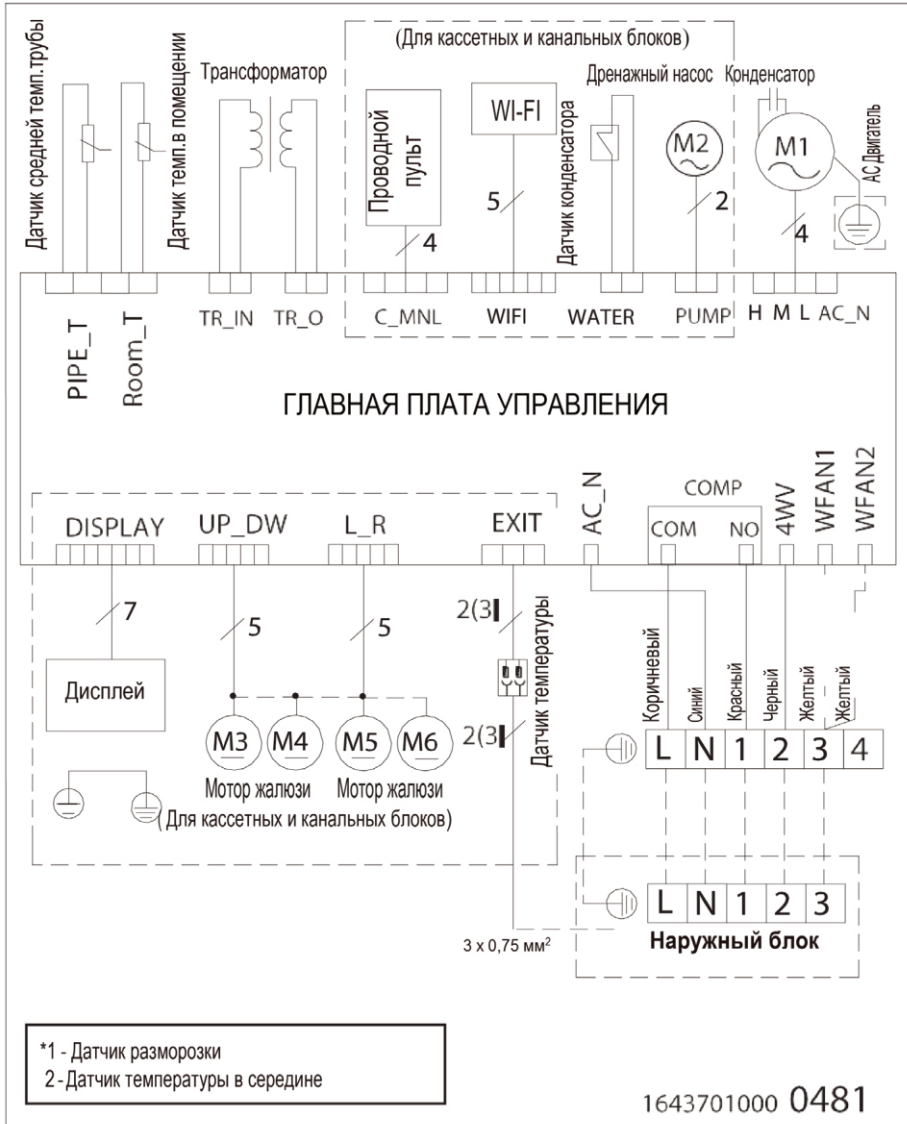 (Для кассетных и канальных блоков)
Датчик средней темп.трубы
Датчик темп.в помещении
Трансформатор
Проводной
пульт
WI-FI
Датчик конденсатора
Дренажный насос
Конденсатор
M2
M1
AC Двигатель
4
5
2
4
PIPE_T
Room_T
TR_IN
TR_O
C_MNL
WIFI
WATER
PUMP
H M L AC_N
ГЛАВНАЯ ПЛАТА УПРАВЛЕНИЯ
DISPLAY
UP_DW
L_R
EXIT
AC_N
COMP
COM
NO
4WV
WFAN1
WFAN2
7
5
5
2(3
2(3
Датчик температуры
Дисплей
M3
M4
M5
M6
Мотор жалюзи
Мотор жалюзи
(Для кассетных и канальных блоков)
Коричневый
Синий
Красный
Черный
Желтый
Желтый
L N 1 2 3 4
L N 1 2 3
Наружный блок
3 x 0,75 мм²
*1 - Датчик разморозки
2 - Датчик температуры в середине
1643701000 0481